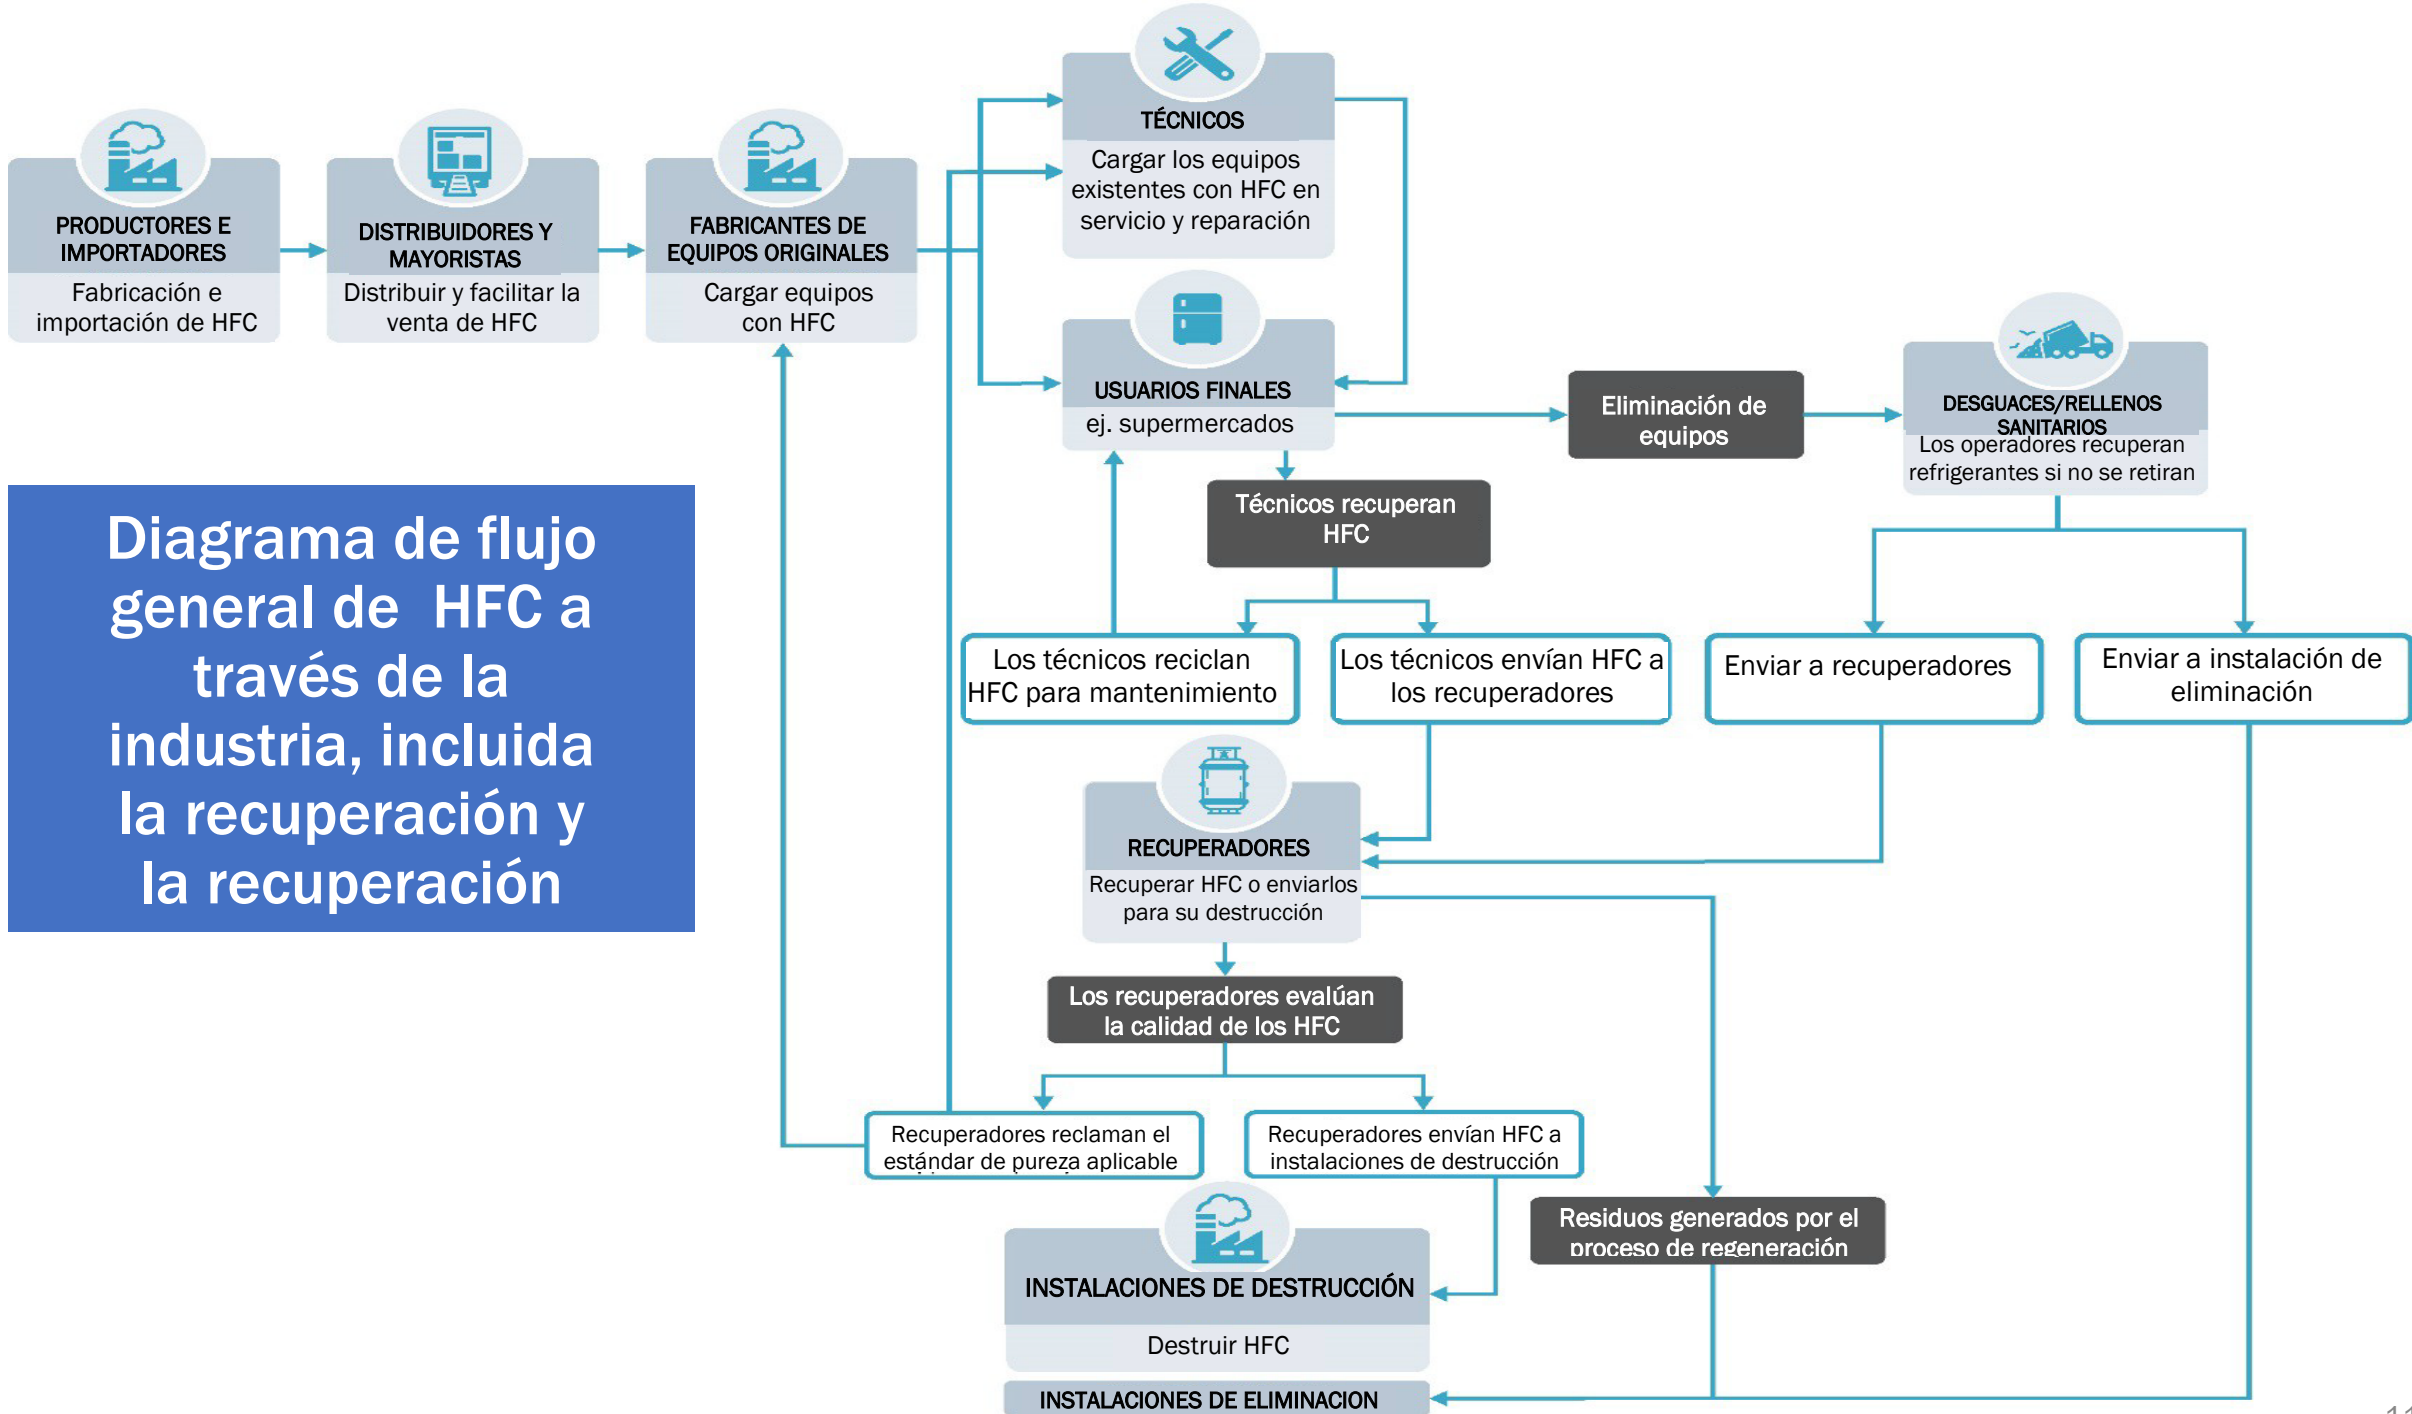 TÉCNICOS
Cargar los equipos
existentes con HFC en
servicio y reparación
PRODUCTORES E
IMPORTADORES
Fabricación e
importación de HFC
DISTRIBUIDORES Y
MAYORISTAS
Distribuir y facilitar la
venta de HFC
FABRICANTES DE
EQUIPOS ORIGINALES
Cargar equipos
con HFC
USUARIOS FINALES
ej. supermercados
Eliminación de
equipos
DESGUACES/RELLENOS
SANITARIOS
Los operadores recuperan
refrigerantes si no se retiran
Diagrama de flujo
general de HFC a
través de la
industria, incluida
la recuperación y
la recuperación
Técnicos recuperan
HFC
Los técnicos reciclan
HFC para mantenimiento
Los técnicos envían HFC a
los recuperadores
Enviar a recuperadores
Enviar a instalación de
eliminación
RECUPERADORES
Recuperar HFC o enviarlos
para su destrucción
Los recuperadores evalúan
la calidad de los HFC
Recuperadores reclaman el
estándar de pureza aplicable
Recuperadores envían HFC a
instalaciones de destrucción
Residuos generados por el
proceso de regeneración
INSTALACIONES DE DESTRUCCIÓN
Destruir HFC
INSTALACIONES DE ELIMINACION